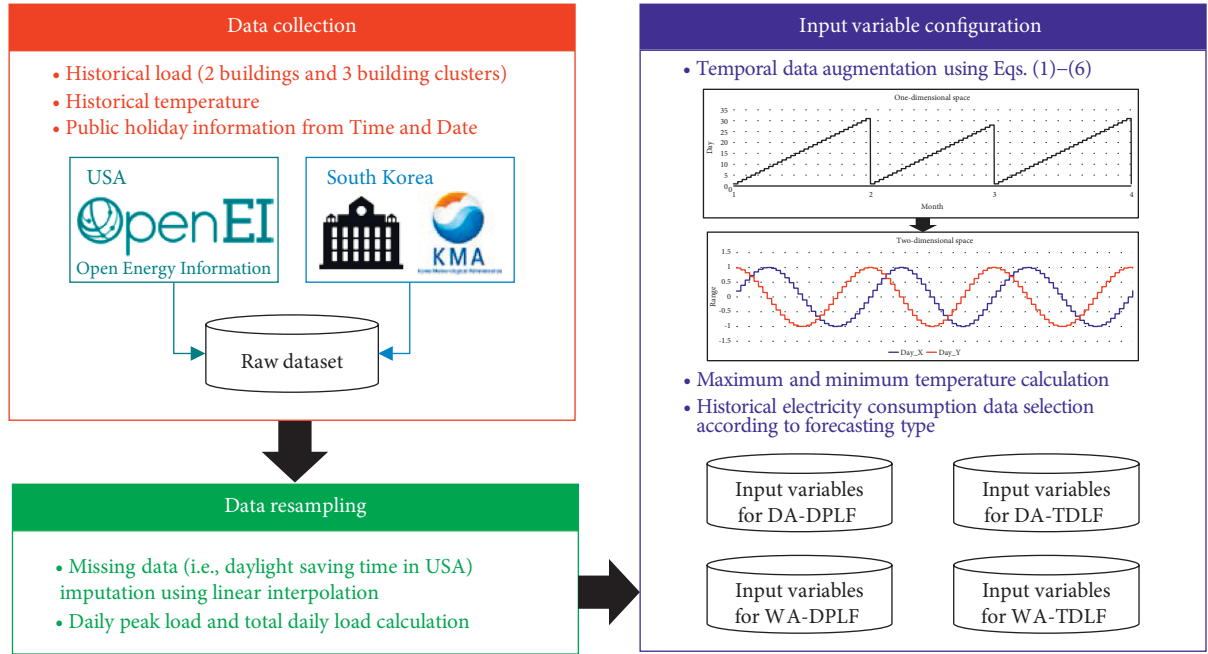 Data collection
• Historical load (2 buildings and 3 building clusters)
• Historical temperature
• Public holiday information from Time and Date
USA
OpenEI
Open Energy Information
South Korea
KMA
Korea Meteorological Administration
Raw dataset
Data resampling
• Missing data (i.e., daylight saving time in USA)
imputation using linear interpolation
• Daily peak load and total daily load calculation
Input variable configuration
• Temporal data augmentation using Eqs. (1)–(6)
One-dimensional space
Day
35
30
25
20
15
10
5
0
0
1
2
3
4
Month
Two-dimensional space
Range
1.5
1
0.5
0
-0.5
-1
-1.5
Day_X
Day_Y
• Maximum and minimum temperature calculation
• Historical electricity consumption data selection
according to forecasting type
Input variables
for DA-DPLF
Input variables
for DA-TDLF
Input variables
for WA-DPLF
Input variables
for WA-TDLF